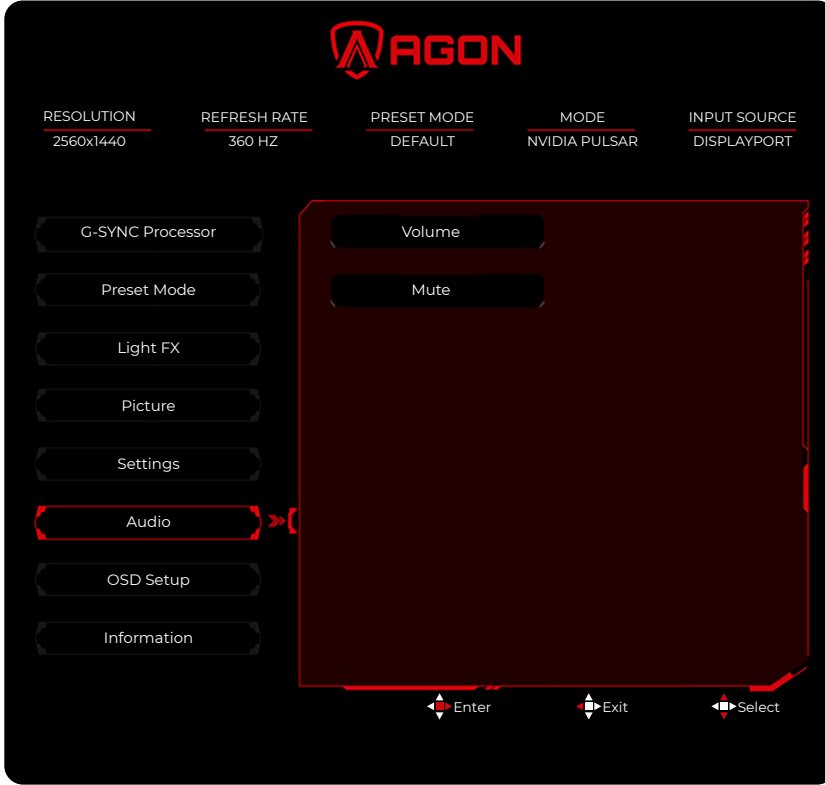 AGON
RESOLUTION REFRESH RATE PRESET MODE MODE INPUT SOURCE
2560x1440 360 HZ DEFAULT NVIDIA PULSAR DISPLAYPORT
G-SYNC Processor Volume
Preset Mode Mute
Light FX
Picture
Settings
Audio
OSD Setup
Information
Enter Exit Select